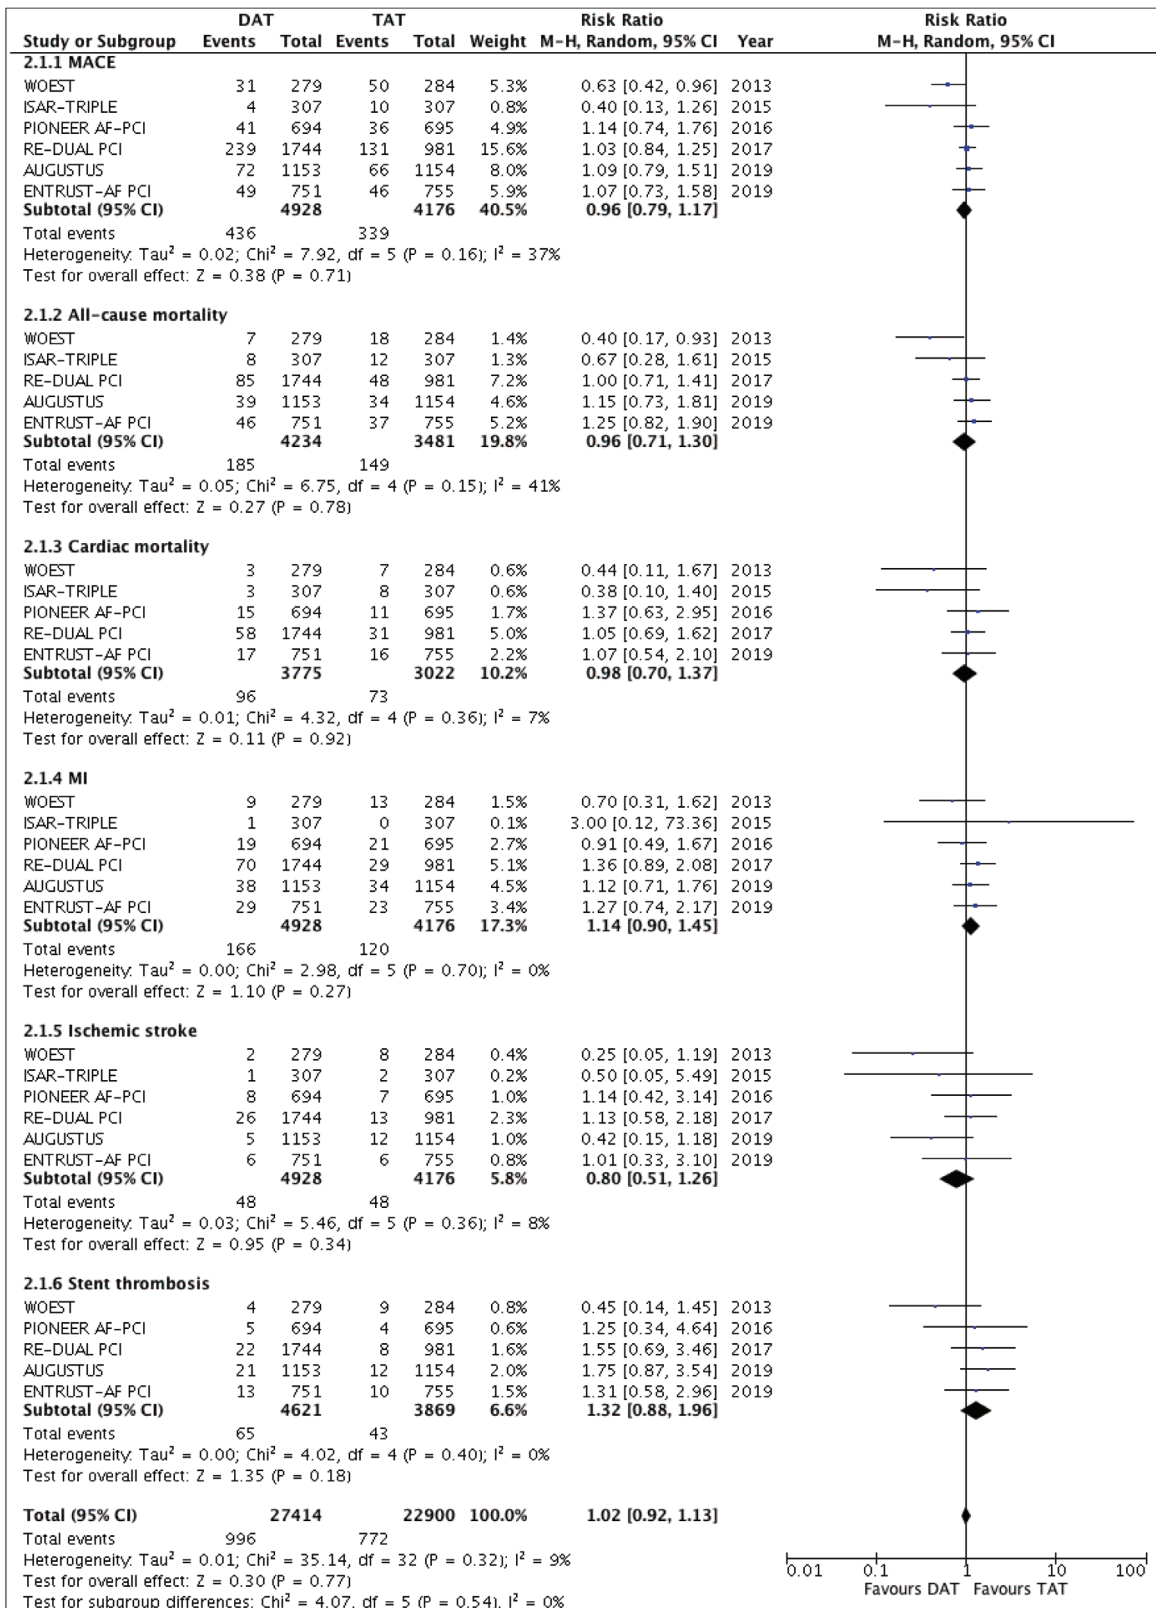 DAT TAT Risk Ratio Risk Ratio
Study or Subgroup Events Total Events Total Weight M-H, Random, 95% CI Year M-H, Random, 95% CI
2.1.1 MACE
WOEST 31 279 50 284 5.3% 0.63 [0.42, 0.96] 2013
ISAR-TRIPLE 4 307 10 307 0.8% 0.40 [0.13, 1.26] 2015
PIONEER AF-PCI 41 694 36 695 4.9% 1.14 [0.74, 1.76] 2016
RE-DUAL PCI 239 1744 131 981 15.6% 1.03 [0.84, 1.25] 2017
AUGUSTUS 72 1153 66 1154 8.0% 1.09 [0.79, 1.51] 2019
ENTRUST-AF PCI 49 751 46 755 5.9% 1.07 [0.73, 1.58] 2019
Subtotal (95% CI) 4928 4176 40.5% 0.96 [0.79, 1.17]
Total events 436 339
Heterogeneity: Tau² = 0.02; Chi² = 7.92, df = 5 (P = 0.16); I² = 37%
Test for overall effect: Z = 0.38 (P = 0.71)
2.1.2 All-cause mortality
WOEST 7 279 18 284 1.4% 0.40 [0.17, 0.93] 2013
ISAR-TRIPLE 8 307 12 307 1.3% 0.67 [0.28, 1.61] 2015
RE-DUAL PCI 85 1744 48 981 7.2% 1.00 [0.71, 1.41] 2017
AUGUSTUS 39 1153 34 1154 4.6% 1.15 [0.73, 1.81] 2019
ENTRUST-AF PCI 46 751 37 755 5.2% 1.25 [0.82, 1.90] 2019
Subtotal (95% CI) 4234 3481 19.8% 0.96 [0.71, 1.30]
Total events 185 149
Heterogeneity: Tau² = 0.05; Chi² = 6.75, df = 4 (P = 0.15); I² = 41%
Test for overall effect: Z = 0.27 (P = 0.78)
2.1.3 Cardiac mortality
WOEST 3 279 7 284 0.6% 0.44 [0.11, 1.67] 2013
ISAR-TRIPLE 3 307 8 307 0.6% 0.38 [0.10, 1.40] 2015
PIONEER AF-PCI 15 694 11 695 1.7% 1.37 [0.63, 2.95] 2016
RE-DUAL PCI 58 1744 31 981 5.0% 1.05 [0.69, 1.62] 2017
ENTRUST-AF PCI 17 751 16 755 2.2% 1.07 [0.54, 2.10] 2019
Subtotal (95% CI) 3775 3022 10.2% 0.98 [0.70, 1.37]
Total events 96 73
Heterogeneity: Tau² = 0.01; Chi² = 4.32, df = 4 (P = 0.36); I² = 7%
Test for overall effect: Z = 0.11 (P = 0.92)
2.1.4 MI
WOEST 9 279 13 284 1.5% 0.70 [0.31, 1.62] 2013
ISAR-TRIPLE 1 307 0 307 0.1% 3.00 [0.12, 73.36] 2015
PIONEER AF-PCI 19 694 21 695 2.7% 0.91 [0.49, 1.67] 2016
RE-DUAL PCI 70 1744 29 981 5.1% 1.36 [0.89, 2.08] 2017
AUGUSTUS 38 1153 34 1154 4.5% 1.12 [0.71, 1.76] 2019
ENTRUST-AF PCI 29 751 23 755 3.4% 1.27 [0.74, 2.17] 2019
Subtotal (95% CI) 4928 4176 17.3% 1.14 [0.90, 1.45]
Total events 166 120
Heterogeneity: Tau² = 0.00; Chi² = 2.98, df = 5 (P = 0.70); I² = 0%
Test for overall effect: Z = 1.10 (P = 0.27)
2.1.5 Ischemic stroke
WOEST 2 279 8 284 0.4% 0.25 [0.05, 1.19] 2013
ISAR-TRIPLE 1 307 2 307 0.2% 0.50 [0.05, 5.49] 2015
PIONEER AF-PCI 8 694 7 695 1.0% 1.14 [0.42, 3.14] 2016
RE-DUAL PCI 26 1744 13 981 2.3% 1.13 [0.58, 2.18] 2017
AUGUSTUS 5 1153 12 1154 1.0% 0.42 [0.15, 1.18] 2019
ENTRUST-AF PCI 6 751 6 755 0.8% 1.01 [0.33, 3.10] 2019
Subtotal (95% CI) 4928 4176 5.8% 0.80 [0.51, 1.26]
Total events 48 48
Heterogeneity: Tau² = 0.03; Chi² = 5.46, df = 5 (P = 0.36); I² = 8%
Test for overall effect: Z = 0.95 (P = 0.34)
2.1.6 Stent thrombosis
WOEST 4 279 9 284 0.8% 0.45 [0.14, 1.45] 2013
PIONEER AF-PCI 5 694 4 695 0.6% 1.25 [0.34, 4.64] 2016
RE-DUAL PCI 22 1744 8 981 1.6% 1.55 [0.69, 3.46] 2017
AUGUSTUS 21 1153 12 1154 2.0% 1.75 [0.87, 3.54] 2019
ENTRUST-AF PCI 13 751 10 755 1.5% 1.31 [0.58, 2.96] 2019
Subtotal (95% CI) 4621 3869 6.6% 1.32 [0.88, 1.96]
Total events 65 43
Heterogeneity: Tau² = 0.00; Chi² = 4.02, df = 4 (P = 0.40); I² = 0%
Test for overall effect: Z = 1.35 (P = 0.18)
Total (95% CI) 27414 22900 100.0% 1.02 [0.92, 1.13]
Total events 996 772
Heterogeneity: Tau² = 0.01; Chi² = 35.14, df = 32 (P = 0.32); I² = 9%
Test for overall effect: Z = 0.30 (P = 0.77)
Test for subgroup differences: Chi² = 4.07, df = 5 (P = 0.54), I² = 0%
0.01 0.1 1 10 100
Favours DAT Favours TAT